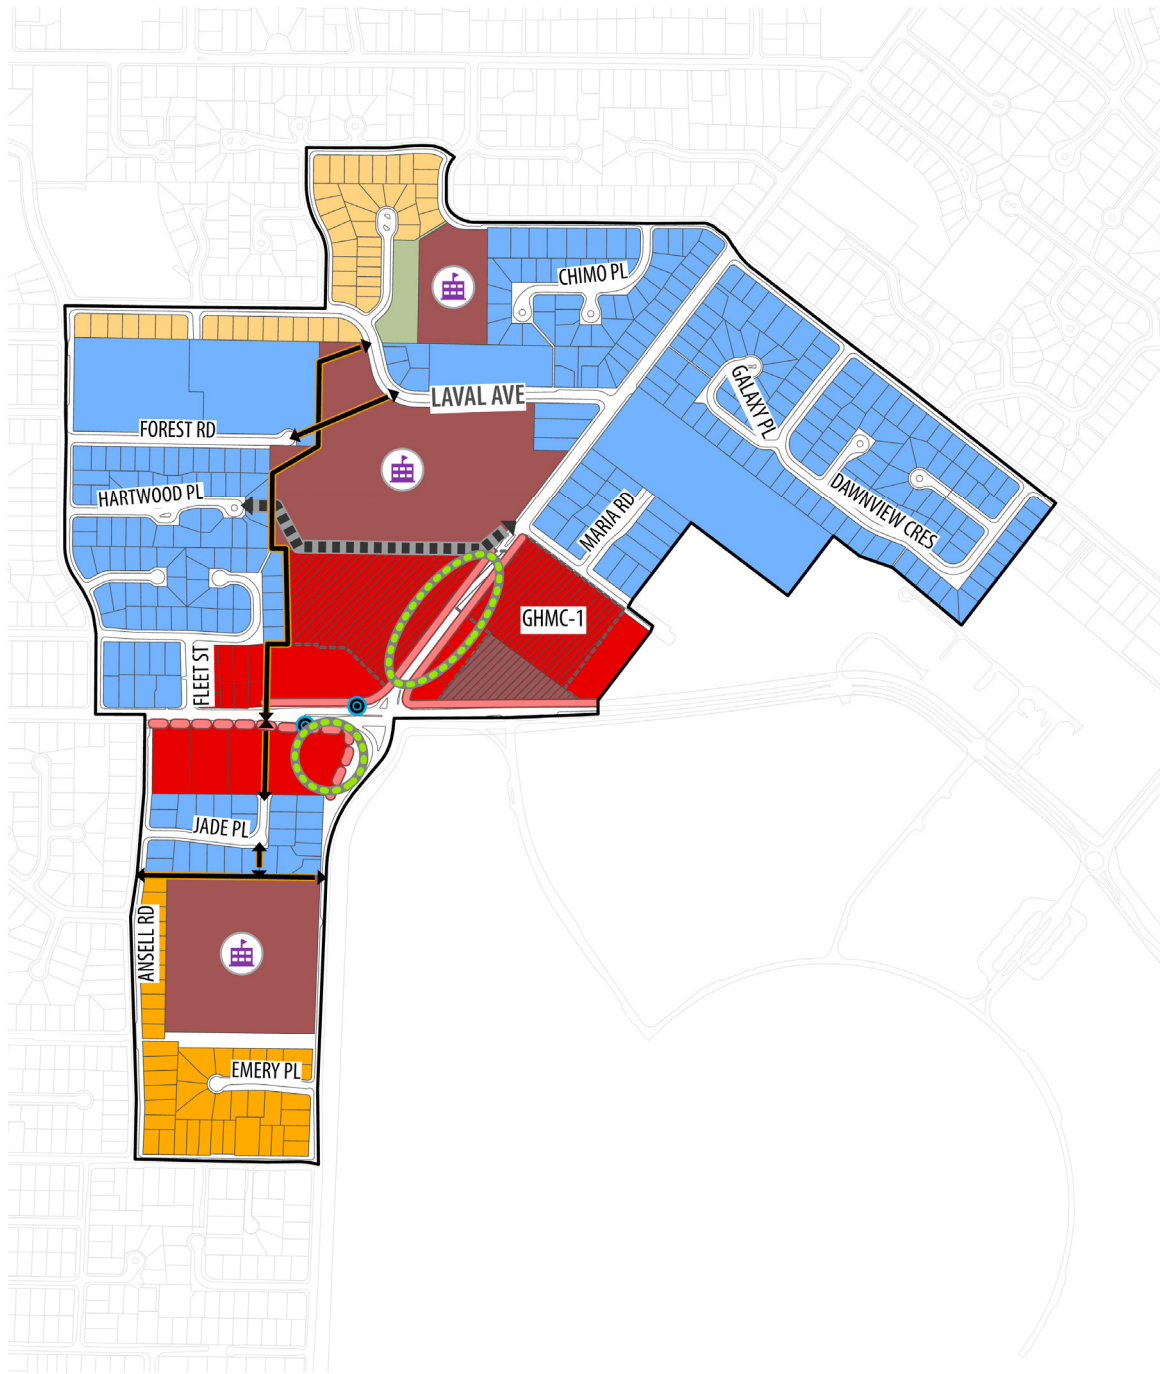 CHIMO PL
GALAXY PL
LAVAL AVE
FOREST RD
HARTWOOD PL
DAWNVIEW CRES
MARIA RD
GHMC-1
FLEET ST
JADE PL
ANSELL RD
EMERY PL